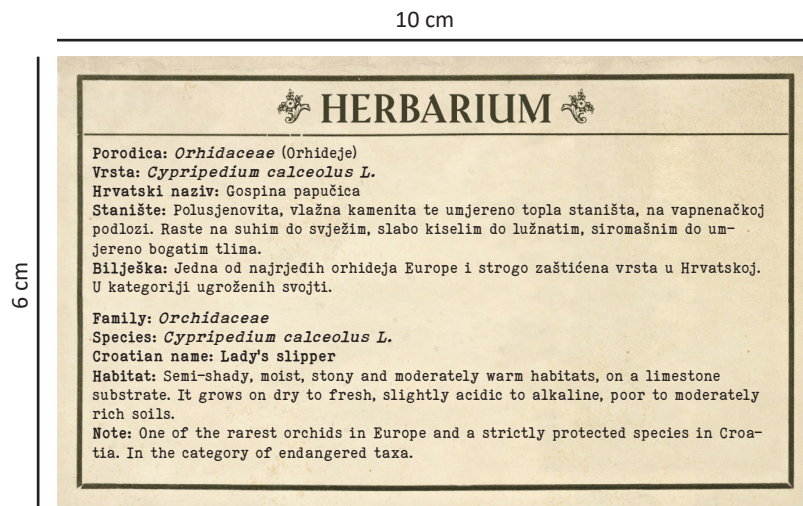 10 cm
6 cm
HERBARIUM
Porodica: Orhidaceae (Orhideje)
Vrsta: Cypripedium calceolus L.
Hrvatski naziv: Gospina papučica
Stanište: Polusjenovita, vlažna kamenita te umjereno topla staništa, na vapnenačkoj
podlozi. Raste na suhim do svježim, slabo kiselim do lužnatim, siromašnim do um-
jereno bogatim tlima.
Bilješka: Jedna od najrjeđih orhideja Europe i strogo zaštićena vrsta u Hrvatskoj.
U kategoriji ugroženih svojti.
Family: Orchidaceae
Species: Cypripedium calceolus L.
Croatian name: Lady's slipper
Habitat: Semi-shady, moist, stony and moderately warm habitats, on a limestone
substrate. It grows on dry to fresh, slightly acidic to alkaline, poor to moderately
rich soils.
Note: One of the rarest orchids in Europe and a strictly protected species in Croa-
tia. In the category of endangered taxa.